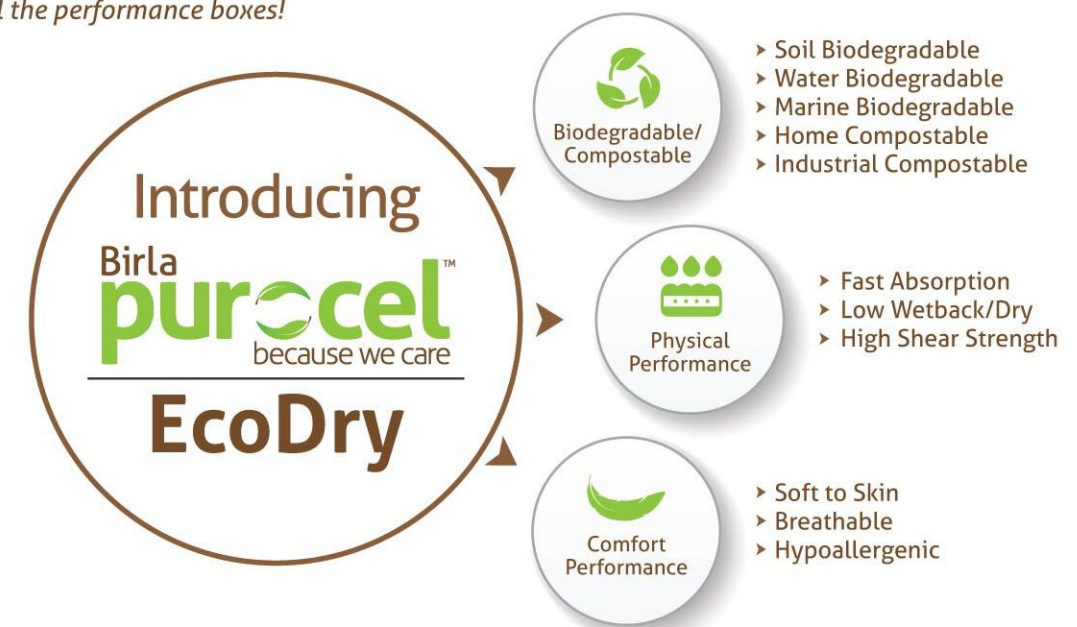 the performance boxes!
Introducing
Birla
purocel™
because we care
EcoDry
Biodegradable/
Compostable
➤ Soil Biodegradable
➤ Water Biodegradable
➤ Marine Biodegradable
➤ Home Compostable
➤ Industrial Compostable
Physical
Performance
➤ Fast Absorption
➤ Low Wetback/Dry
➤ High Shear Strength
Comfort
Performance
➤ Soft to Skin
➤ Breathable
➤ Hypoallergenic